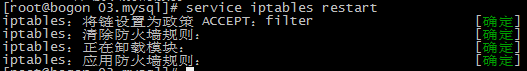 [root@bogon 03.mysql]# service iptables restart
iptables：将链设置为政策 ACCEPT：filter [确定]
iptables：清除防火墙规则： [确定]
iptables：正在卸载模块： [确定]
iptables：应用防火墙规则： [确定]